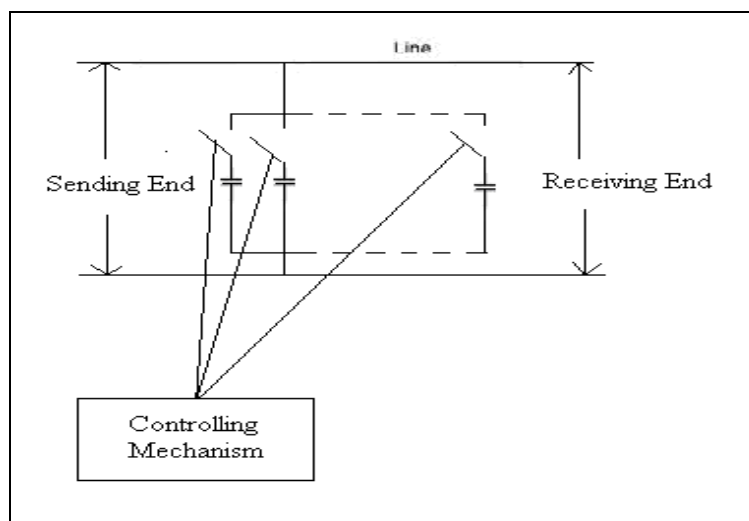 Line
Sending End
Receiving End
Controlling
Mechanism